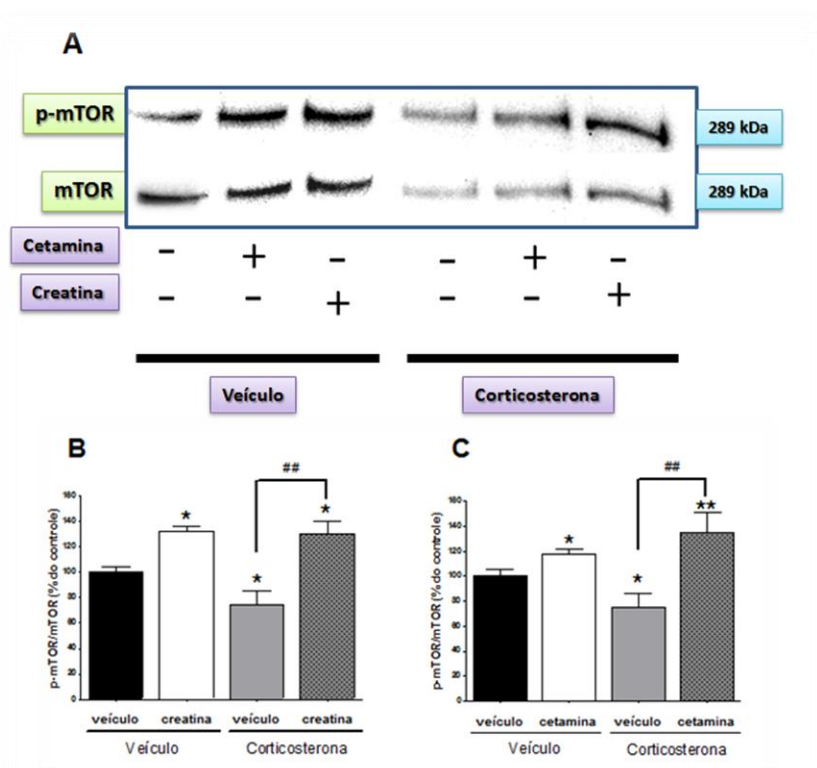 A
p-mTOR
289 kDa
mTOR
289 kDa
Cetamina - + - - + -
Creatina - - + - - +
Veículo Corticosterona
B
##
p-mTOR/mTOR (% do controle)
160
140
120
100
80
60
40
20
0
* * *
veículo creatina veículo creatina
Veículo Corticosterona
C
##
p-mTOR/mTOR (% do controle)
160
140
120
100
80
60
40
20
0
* * **
veículo cetamina veículo cetamina
Veículo Corticosterona